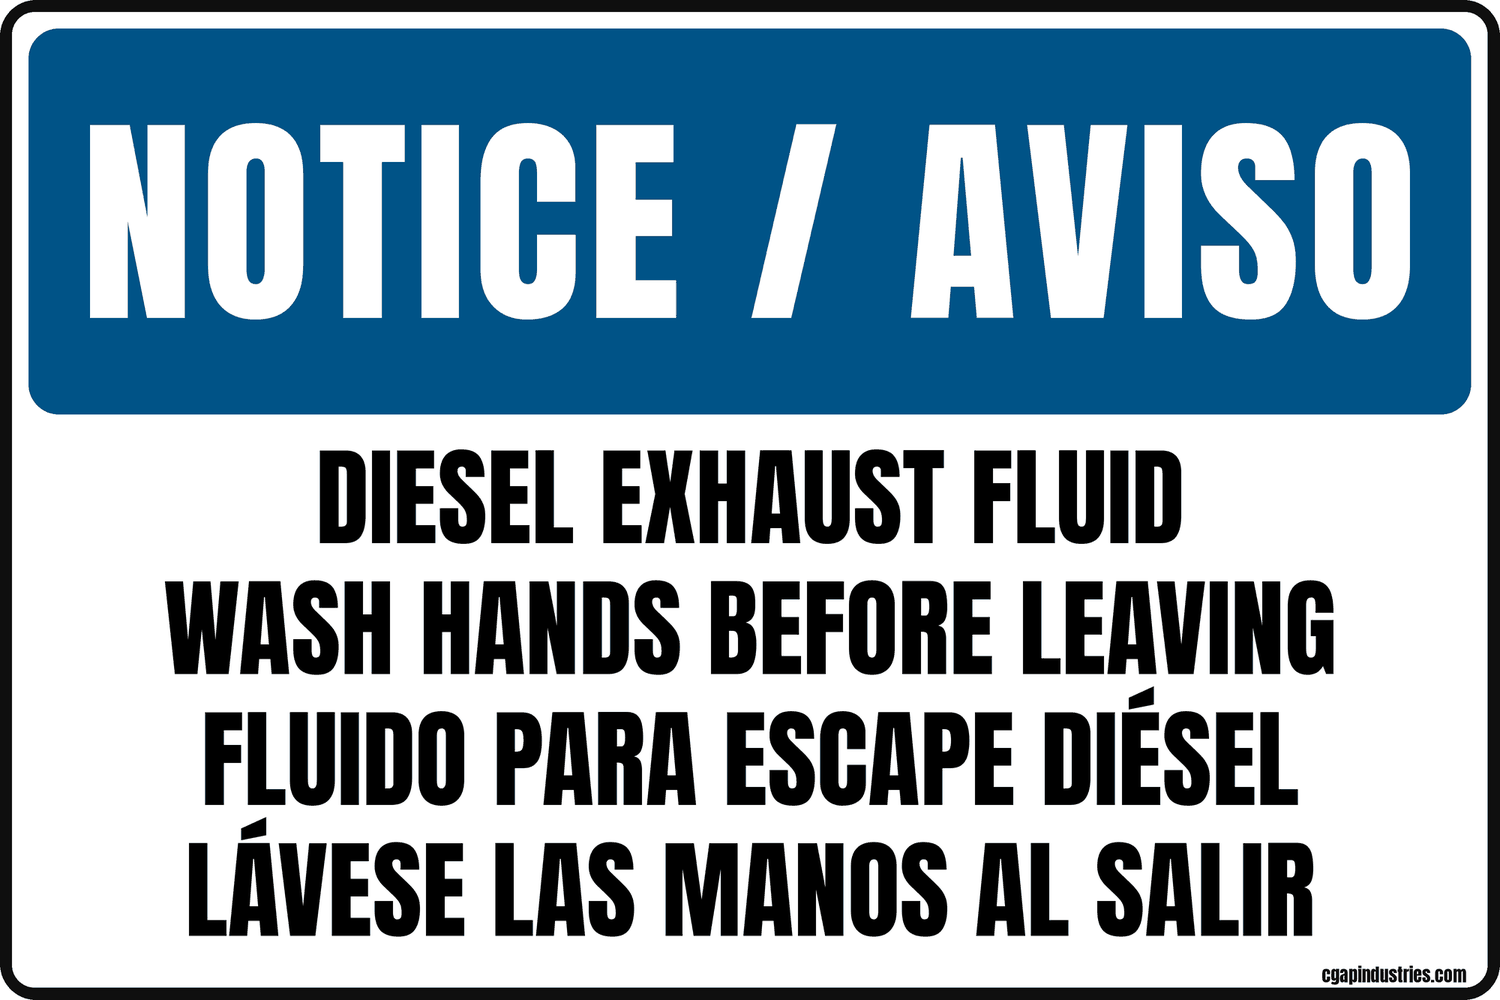 NOTICE / AVISO
DIESEL EXHAUST FLUID
WASH HANDS BEFORE LEAVING
FLUIDO PARA ESCAPE DIÉSEL
LÁVESE LAS MANOS AL SALIR
cgapindustries.com